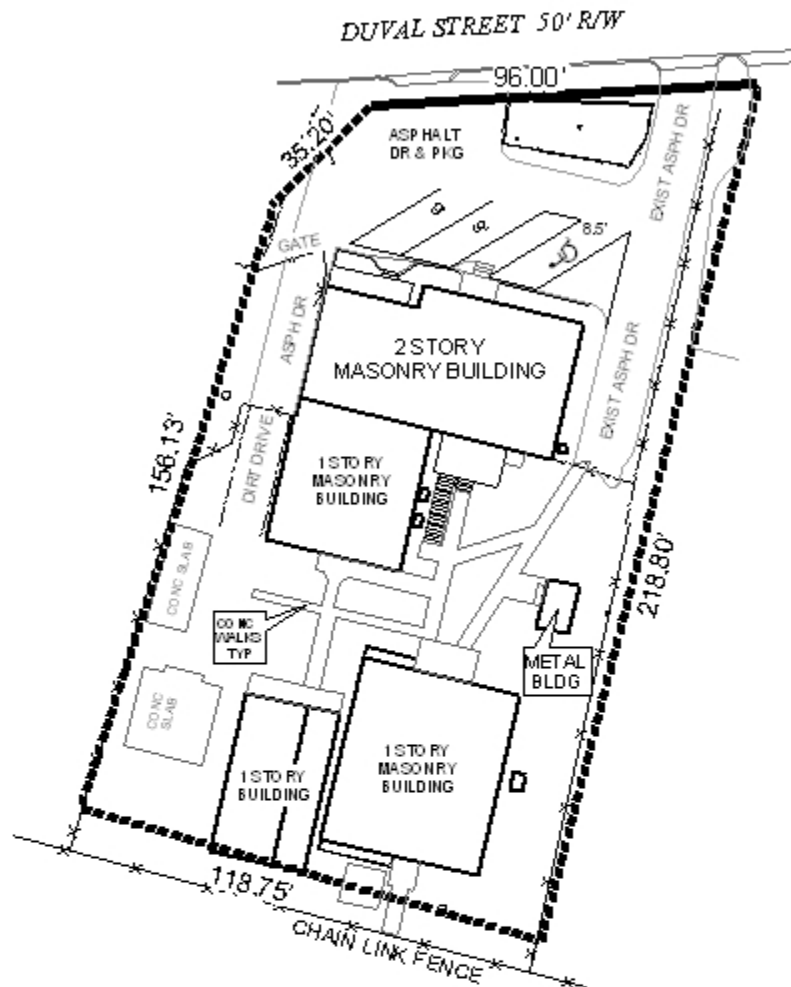 DUVAL STREET 50' R/W
96.00'
35.20'
ASPHALT
DR & PKG
EXIST ASPH DR
9
9
8.5'
GATE
ASPH DR
2 STORY
MASONRY BUILDING
EXIST ASPH DR
156.13'
DIRT DRIVE
1 STORY
MASONRY
BUILDING
CONC SLAB
218.80'
CONC
WALKS
TYP
METAL
BLDG
CONC
SLAB
1 STORY
BUILDING
1 STORY
MASONRY
BUILDING
118.75'
CHAIN LINK FENCE